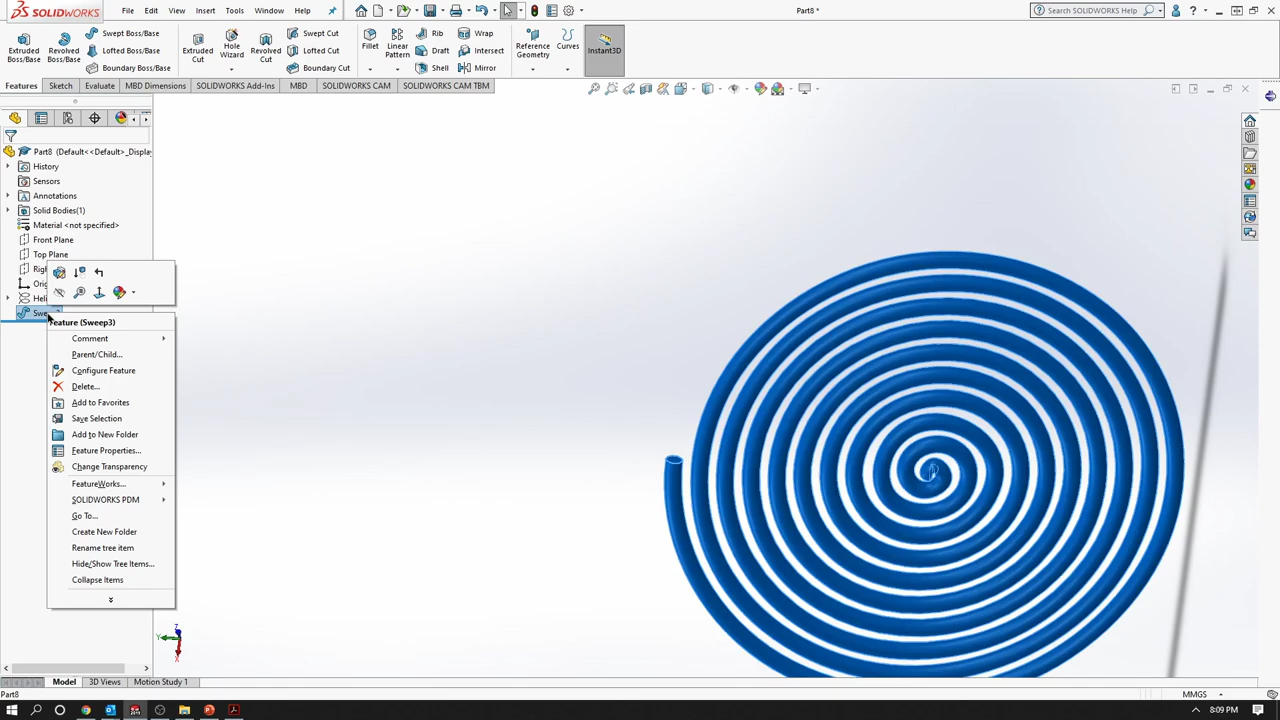 SOLIDWORKS
File
Edit
View
Insert
Tools
Window
Help
Part8 *
Search SOLIDWORKS Help
Extruded Boss/Base
Revolved Boss/Base
Swept Boss/Base
Lofted Boss/Base
Boundary Boss/Base
Extruded Cut
Hole Wizard
Revolved Cut
Swept Cut
Lofted Cut
Boundary Cut
Fillet
Linear Pattern
Rib
Draft
Shell
Wrap
Intersect
Mirror
Reference Geometry
Curves
Instant3D
Features
Sketch
Evaluate
MBD Dimensions
SOLIDWORKS Add-Ins
MBD
SOLIDWORKS CAM
SOLIDWORKS CAM TBM
Part8 (Default<<Default>_Display
History
Sensors
Annotations
Solid Bodies(1)
Material <not specified>
Front Plane
Top Plane
Feature (Sweep3)
Comment
Parent/Child...
Configure Feature
Delete...
Add to Favorites
Save Selection
Add to New Folder
Feature Properties...
Change Transparency
FeatureWorks...
SOLIDWORKS PDM
Go To...
Create New Folder
Rename tree item
Hide/Show Tree Items...
Collapse Items
Z
Y
X
Model
3D Views
Motion Study 1
Part8
MMGS
8:09 PM